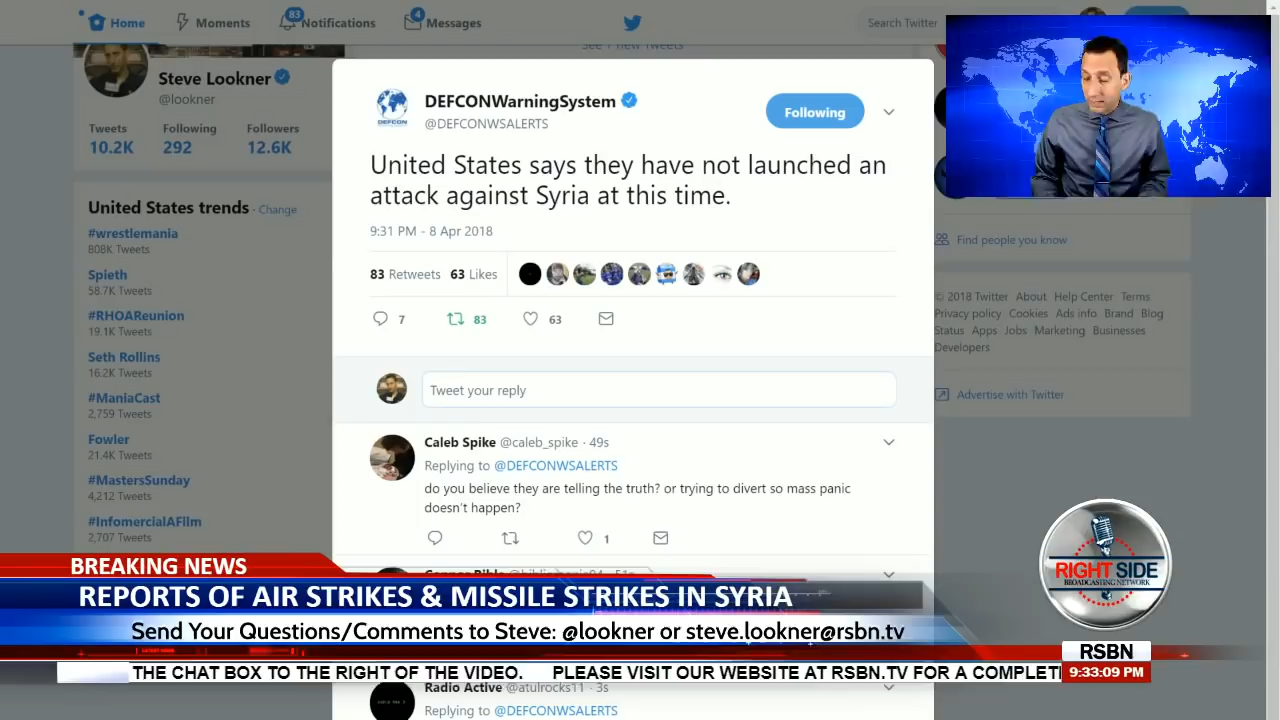 Home
Moments
83
Notifications
4
Messages
Search Twitter
See 7 new Tweets
Steve Lookner
@lookner
Tweets
Following
Followers
10.2K
292
12.6K
United States trends · Change
#wrestlemania
808K Tweets
Spieth
58.7K Tweets
#RHOAReunion
19.1K Tweets
Seth Rollins
16.2K Tweets
#ManiaCast
2,759 Tweets
Fowler
21.4K Tweets
#MastersSunday
4,212 Tweets
#InfomercialAFilm
2,707 Tweets
DEFCON
DEFCONWarningSystem
@DEFCONWSALERTS
Following
United States says they have not launched an
attack against Syria at this time.
9:31 PM - 8 Apr 2018
83 Retweets 63 Likes
7
83
63
Tweet your reply
Caleb Spike @caleb_spike · 49s
Replying to @DEFCONWSALERTS
do you believe they are telling the truth? or trying to divert so mass panic
doesn't happen?
1
Radio Active @atulrocks11 · 3s
Replying to @DEFCONWSALERTS
Find people you know
© 2018 Twitter About Help Center Terms
Privacy policy Cookies Ads info Brand Blog
Status Apps Jobs Marketing Businesses
Developers
Advertise with Twitter
RIGHT SIDE
BROADCASTING NETWORK
BREAKING NEWS
REPORTS OF AIR STRIKES & MISSILE STRIKES IN SYRIA
Send Your Questions/Comments to Steve: @lookner or steve.lookner@rsbn.tv
LATEST NEWS
THE CHAT BOX TO THE RIGHT OF THE VIDEO. PLEASE VISIT OUR WEBSITE AT RSBN.TV FOR A COMPLET
RSBN
9:33:09 PM